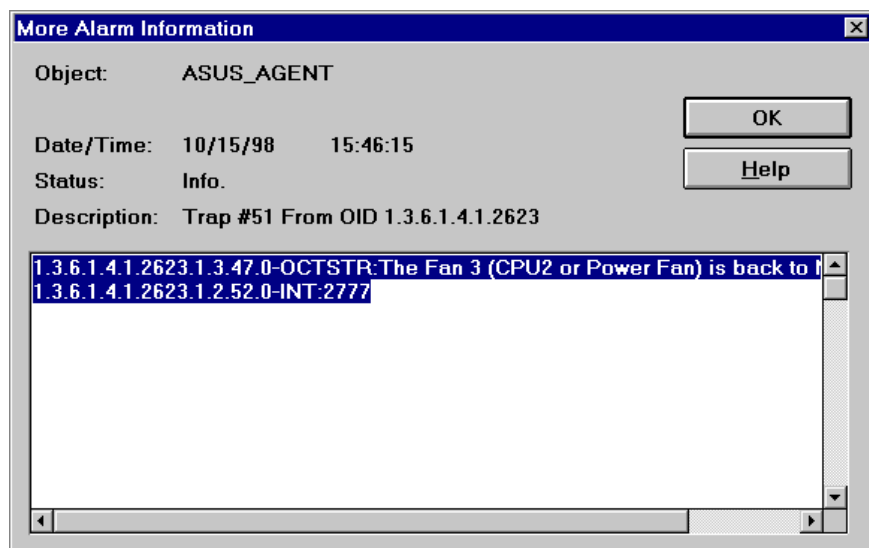 More Alarm Information
Object: ASUS_AGENT
OK
Date/Time: 10/15/98 15:46:15
Help
Status: Info.
Description: Trap #51 From OID 1.3.6.1.4.1.2623
1.3.6.1.4.1.2623.1.3.47.0-OCTSTR:The Fan 3 (CPU2 or Power Fan) is back to
1.3.6.1.4.1.2623.1.2.52.0-INT:2777